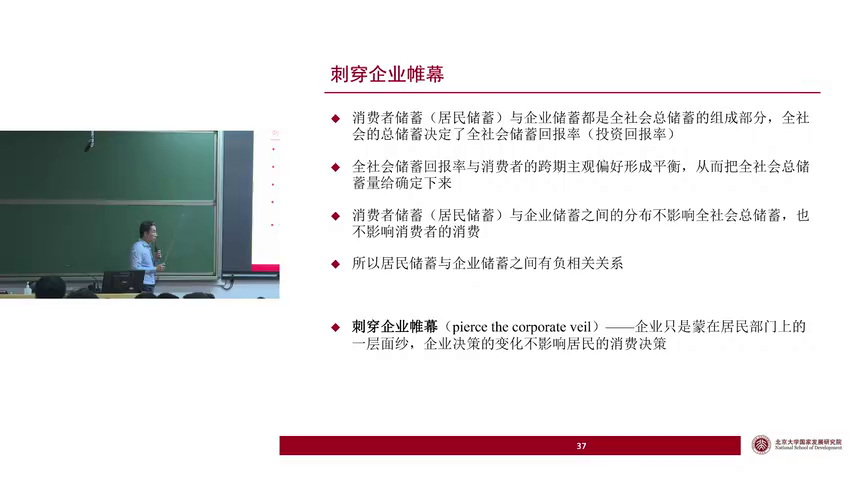 刺穿企业帷幕
消费者储蓄（居民储蓄）与企业储蓄都是全社会总储蓄的组成部分，全社
会的总储蓄决定了全社会储蓄回报率（投资回报率）
全社会储蓄回报率与消费者的跨期主观偏好形成平衡，从而把全社会总储
蓄量给确定下来
消费者储蓄（居民储蓄）与企业储蓄之间的分布不影响全社会总储蓄，也
不影响消费者的消费
所以居民储蓄与企业储蓄之间有负相关关系
刺穿企业帷幕（pierce the corporate veil）——企业只是蒙在居民部门上的
一层面纱，企业决策的变化不影响居民的消费决策
37
北京大学国家发展研究院
National School of Development